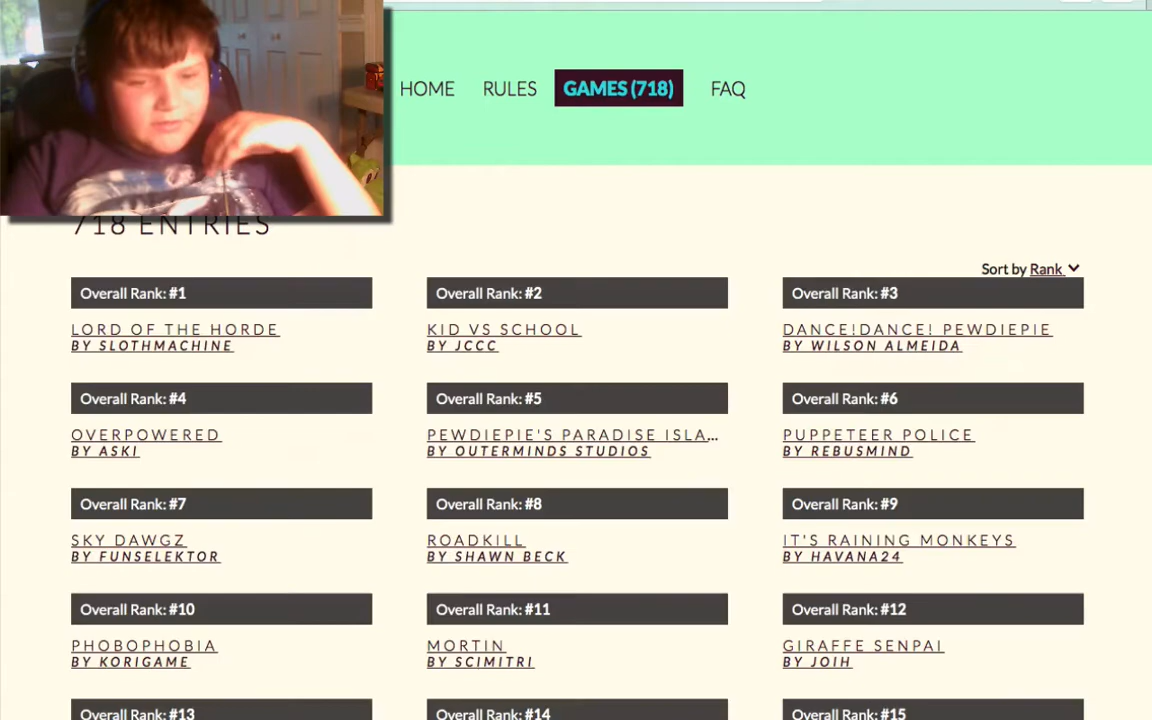 HOME RULES GAMES (718) FAQ
718 ENTRIES
Sort by Rank
Overall Rank: #1 Overall Rank: #2 Overall Rank: #3
LORD OF THE HORDE KID VS SCHOOL DANCE!DANCE! PEWDIEPIE
BY SLOTHMACHINE BY JCCC BY WILSON ALMEIDA
Overall Rank: #4 Overall Rank: #5 Overall Rank: #6
OVERPOWERED PEWDIEPIE'S PARADISE ISLA... PUPPETEER POLICE
BY ASKI BY OUTERMINDS STUDIOS BY REBUSMIND
Overall Rank: #7 Overall Rank: #8 Overall Rank: #9
SKY DAWGZ ROADKILL IT'S RAINING MONKEYS
BY FUNSELEKTOR BY SHAWN BECK BY HAVANA24
Overall Rank: #10 Overall Rank: #11 Overall Rank: #12
PHOBOPHOBIA MORTIN GIRAFFE SENPAI
BY KORIGAME BY SCIMITRI BY JOIH
Overall Rank: #13 Overall Rank: #14 Overall Rank: #15